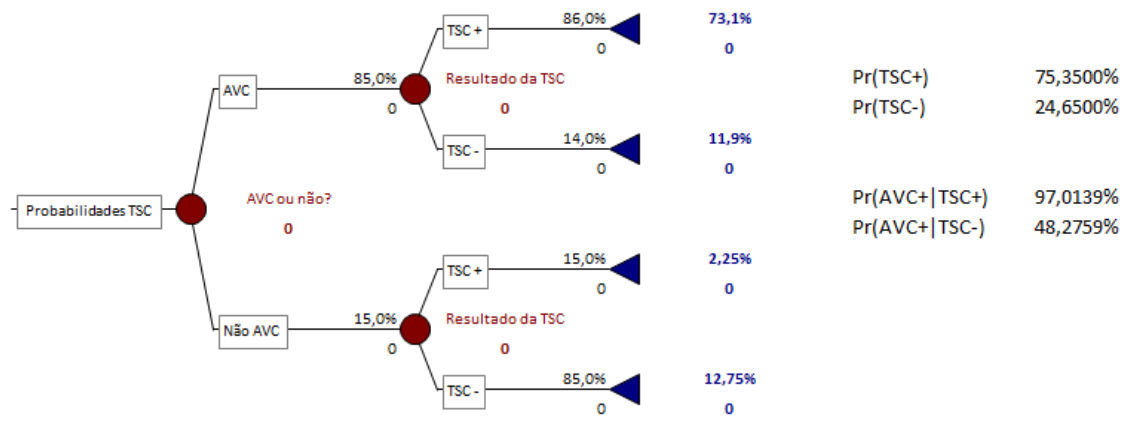 TSC +
86,0%
73,1%
0
0
AVC
85,0%
Resultado da TSC
0
0
TSC -
14,0%
11,9%
0
0
Probabilidades TSC
AVC ou não?
0
TSC +
15,0%
2,25%
0
0
Não AVC
15,0%
Resultado da TSC
0
0
TSC -
85,0%
12,75%
0
0
Pr(TSC+) 75,3500%
Pr(TSC-) 24,6500%
Pr(AVC+|TSC+) 97,0139%
Pr(AVC+|TSC-) 48,2759%